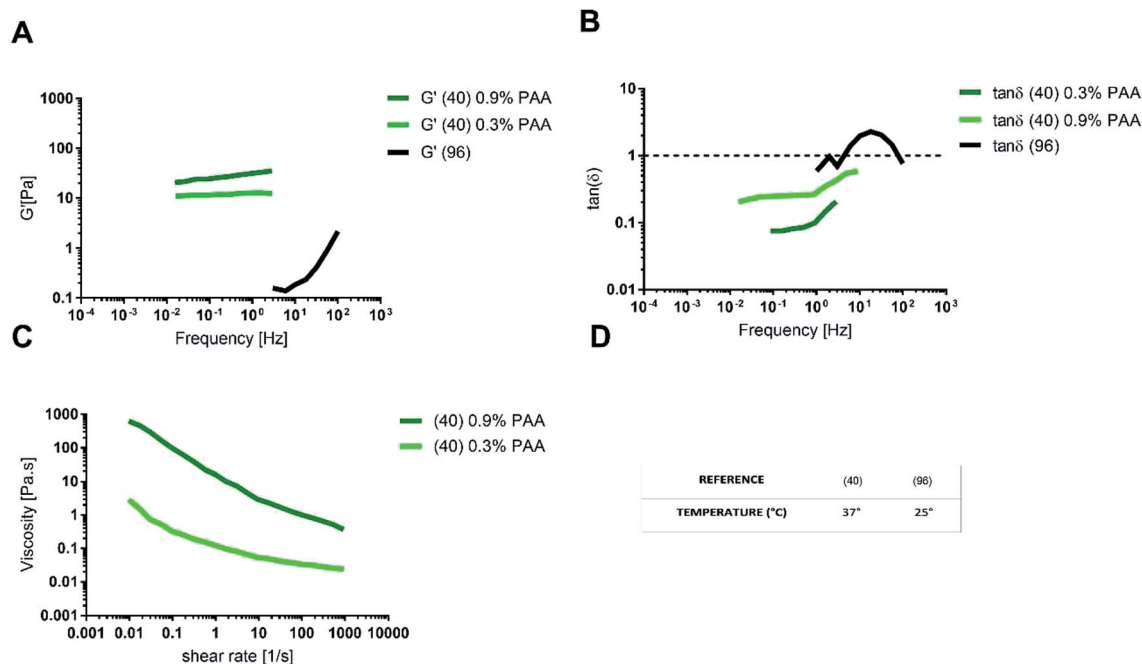 A
G' (40) 0.9% PAA
G' (40) 0.3% PAA
G' (96)
1000
100
10
1
0.1
G'[Pa]
10⁻⁴ 10⁻³ 10⁻² 10⁻¹ 10⁰ 10¹ 10² 10³
Frequency [Hz]
B
tanδ (40) 0.3% PAA
tanδ (40) 0.9% PAA
tanδ (96)
10
1
0.1
0.01
tan(δ)
10⁻⁴ 10⁻³ 10⁻² 10⁻¹ 10⁰ 10¹ 10² 10³
Frequency [Hz]
C
(40) 0.9% PAA
(40) 0.3% PAA
1000
100
10
1
0.1
0.01
0.001
Viscosity [Pa.s]
0.001 0.01 0.1 1 10 100 1000 10000
shear rate [1/s]
D
REFERENCE (40) (96)
TEMPERATURE (°C) 37° 25°